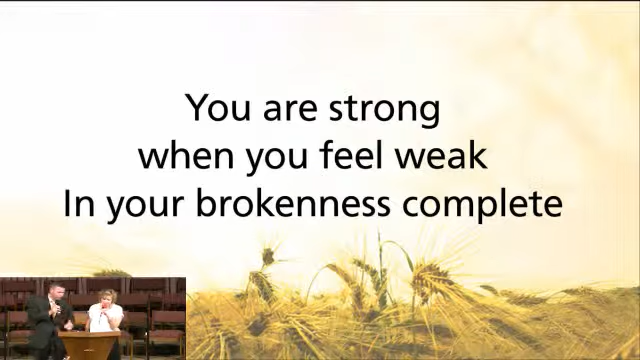 You are strong
when you feel weak
In your brokenness complete